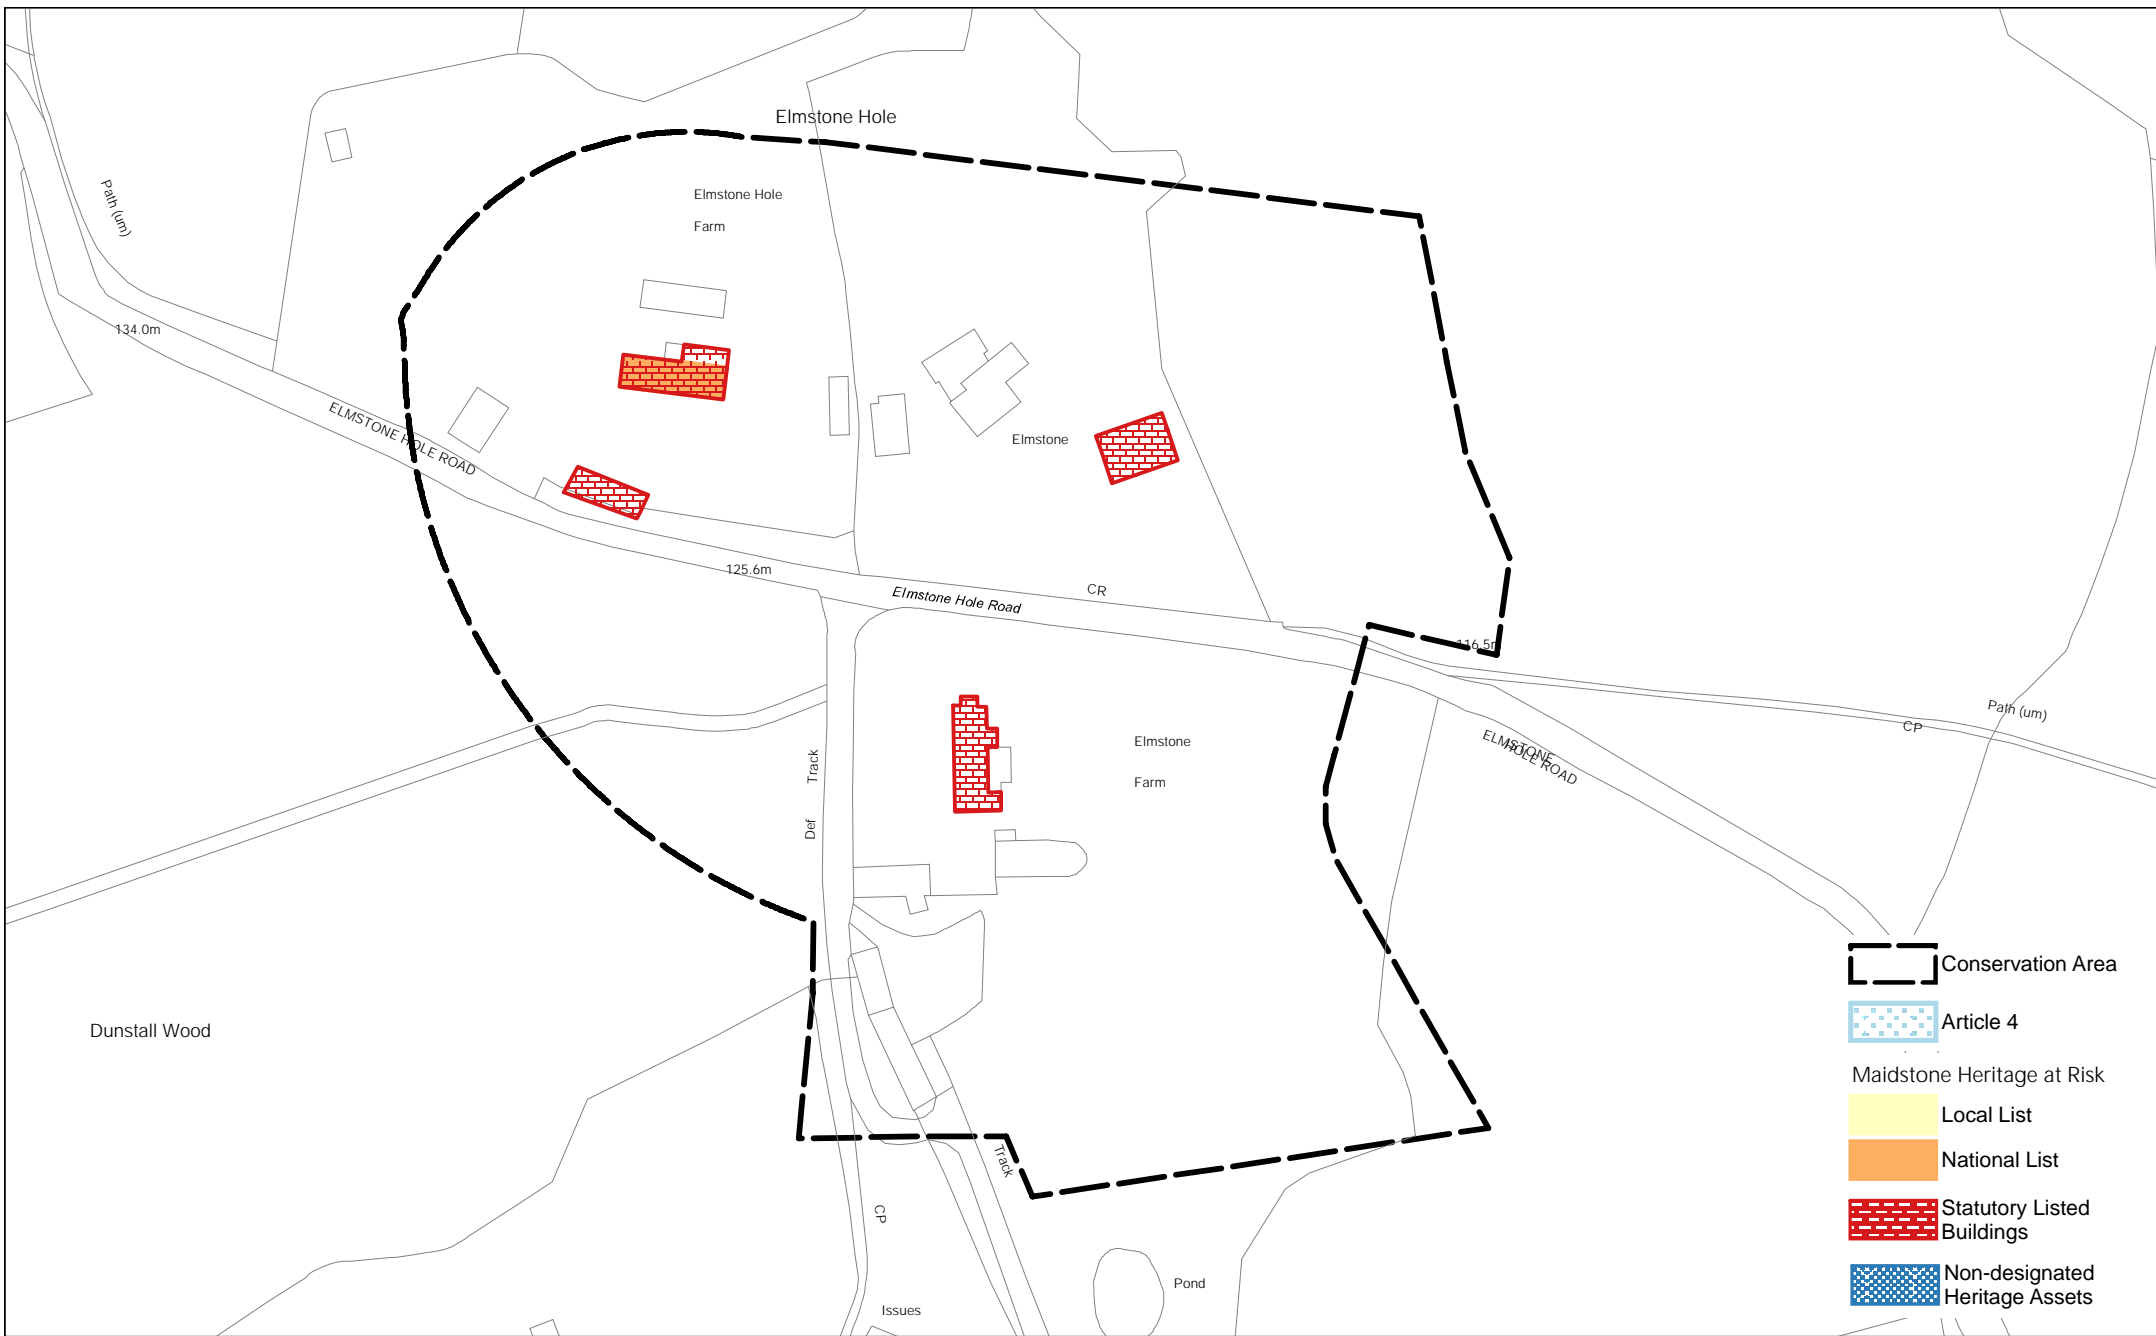 Elmstone Hole
Elmstone Hole
Farm
Path (um)
134.0m
ELMSTONE HOLE ROAD
Elmstone
125.6m
Elmstone Hole Road
CR
116.5m
Path (um)
CP
ELMSTONE
HOLE ROAD
Elmstone
Farm
Def Track
Dunstall Wood
Track
CP
Pond
Issues
Conservation Area
Article 4
Maidstone Heritage at Risk
Local List
National List
Statutory Listed
Buildings
Non-designated
Heritage Assets